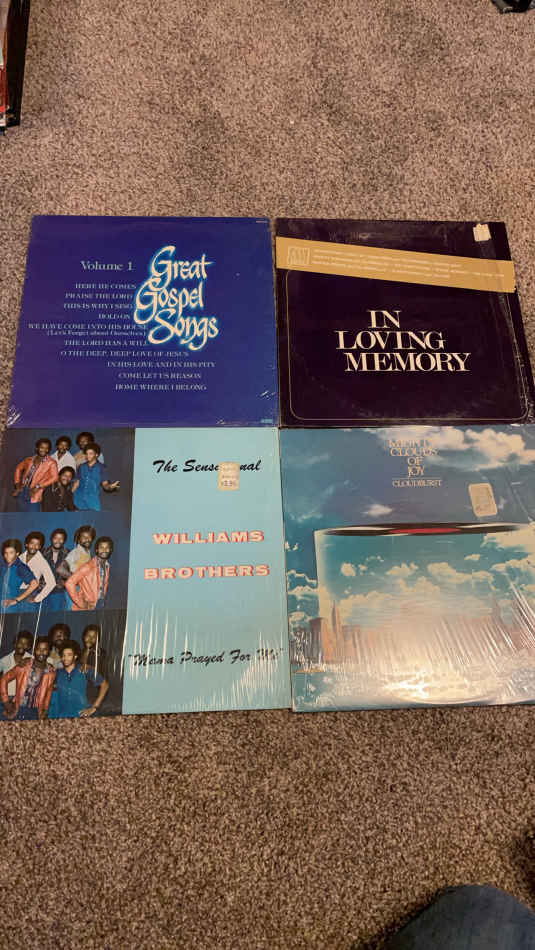 Volume 1
Great
Gospel
Songs
HERE HE COMES
PRAISE THE LORD
THIS IS WHY I SING
HOLD ON
WE HAVE COME INTO HIS HOUSE
(Let's Forget about Ourselves)
THE LORD HAS A WILL
O THE DEEP, DEEP LOVE OF JESUS
IN HIS LOVE AND IN HIS PITY
COME LET US REASON
HOME WHERE I BELONG
IN
LOVING
MEMORY
The Sensational
WILLIAMS
BROTHERS
"Mama Prayed For Me"
CLOUDS
OF
JOY
CLOUDBURST